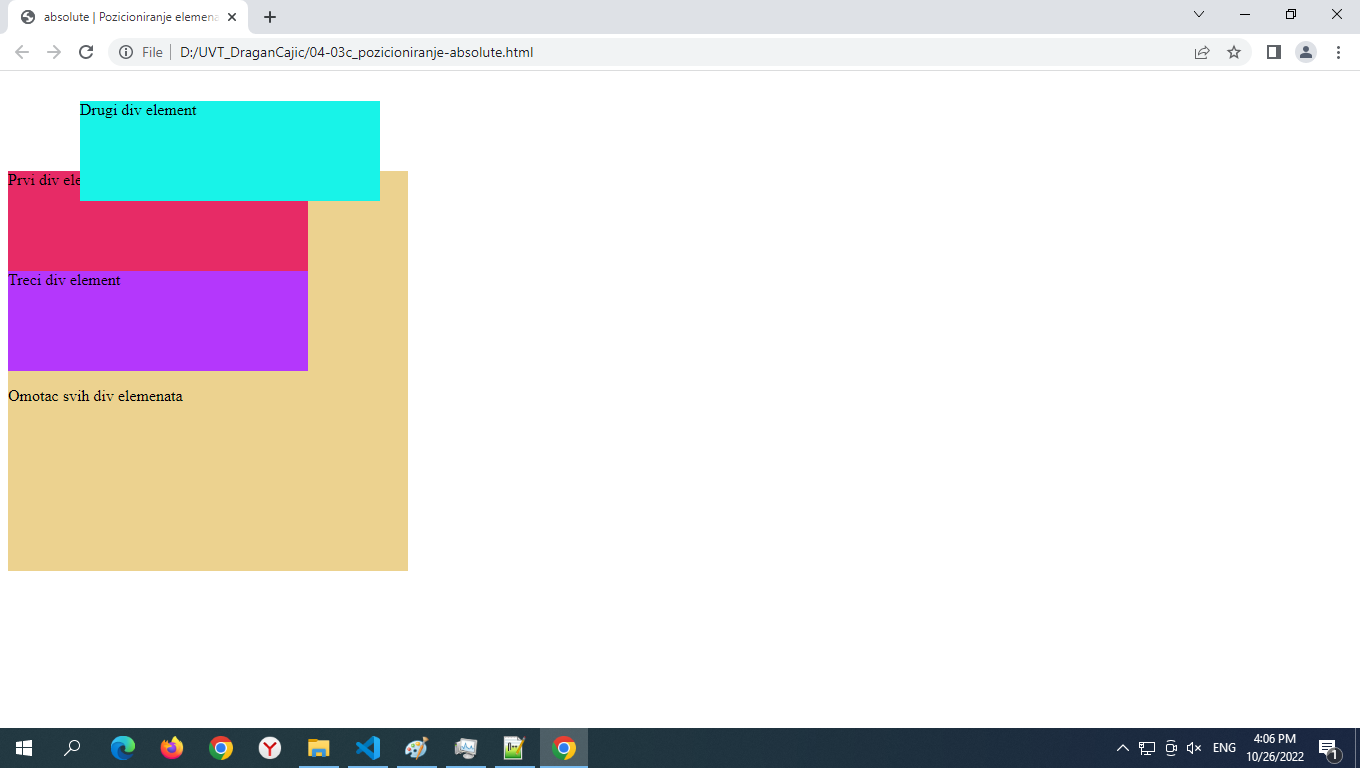 absolute | Pozicioniranje elemena
File
D:/UVT_DraganCajic/04-03c_pozicioniranje-absolute.html
Drugi div element
Prvi div ele
Treci div element
Omotac svih div elemenata
ENG
4:06 PM
10/26/2022
1